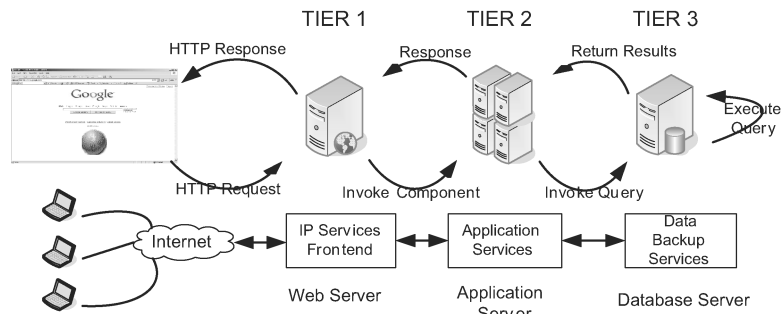 TIER 1
TIER 2
TIER 3
HTTP Response
Response
Return Results
Google
Execute
Query
HTTP Request
Invoke Component
Invoke Query
Internet
IP Services
Frontend
Application
Services
Data
Backup
Services
Web Server
Application
Server
Database Server